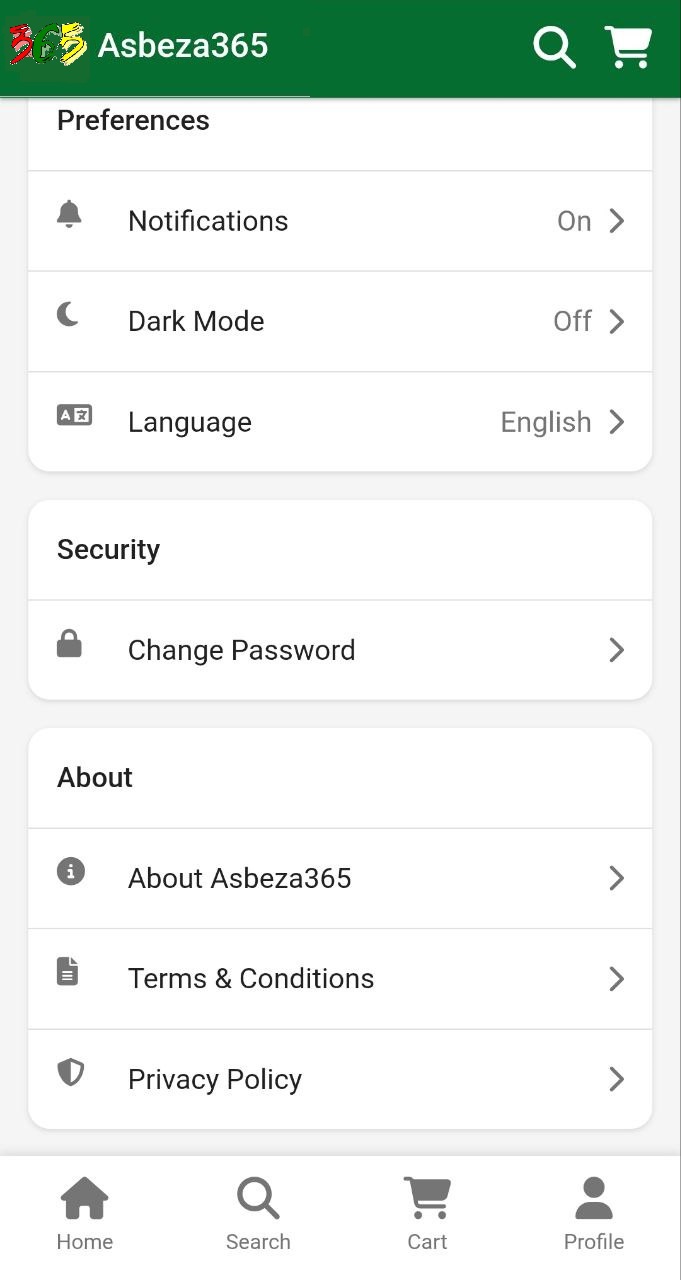 365 Asbeza365
Preferences
Notifications On
Dark Mode Off
Language English
Security
Change Password
About
About Asbeza365
Terms & Conditions
Privacy Policy
Home Search Cart Profile